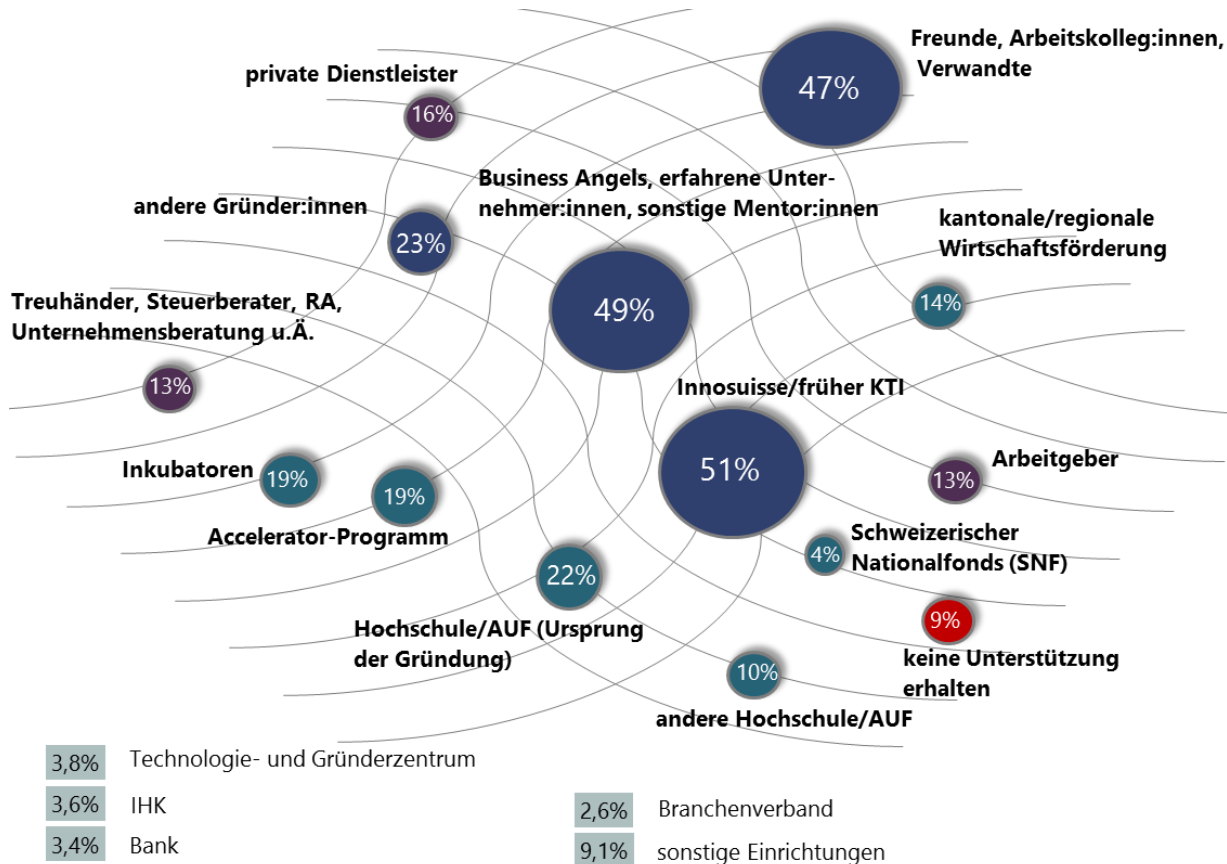 Freunde, Arbeitskolleg:innen,
Verwandte
47%
private Dienstleister
16%
Business Angels, erfahrene Unter-
nehmer:innen, sonstige Mentor:innen
49%
andere Gründer:innen
23%
kantonale/regionale
Wirtschaftsförderung
14%
Treuhänder, Steuerberater, RA,
Unternehmensberatung u.Ä.
13%
Innosuisse/früher KTI
51%
Arbeitgeber
13%
Inkubatoren
19%
19%
Accelerator-Programm
Schweizerischer
Nationalfonds (SNF)
4%
22%
Hochschule/AUF (Ursprung
der Gründung)
9%
keine Unterstützung
erhalten
10%
andere Hochschule/AUF
3,8% Technologie- und Gründerzentrum
3,6% IHK
3,4% Bank
2,6% Branchenverband
9,1% sonstige Einrichtungen